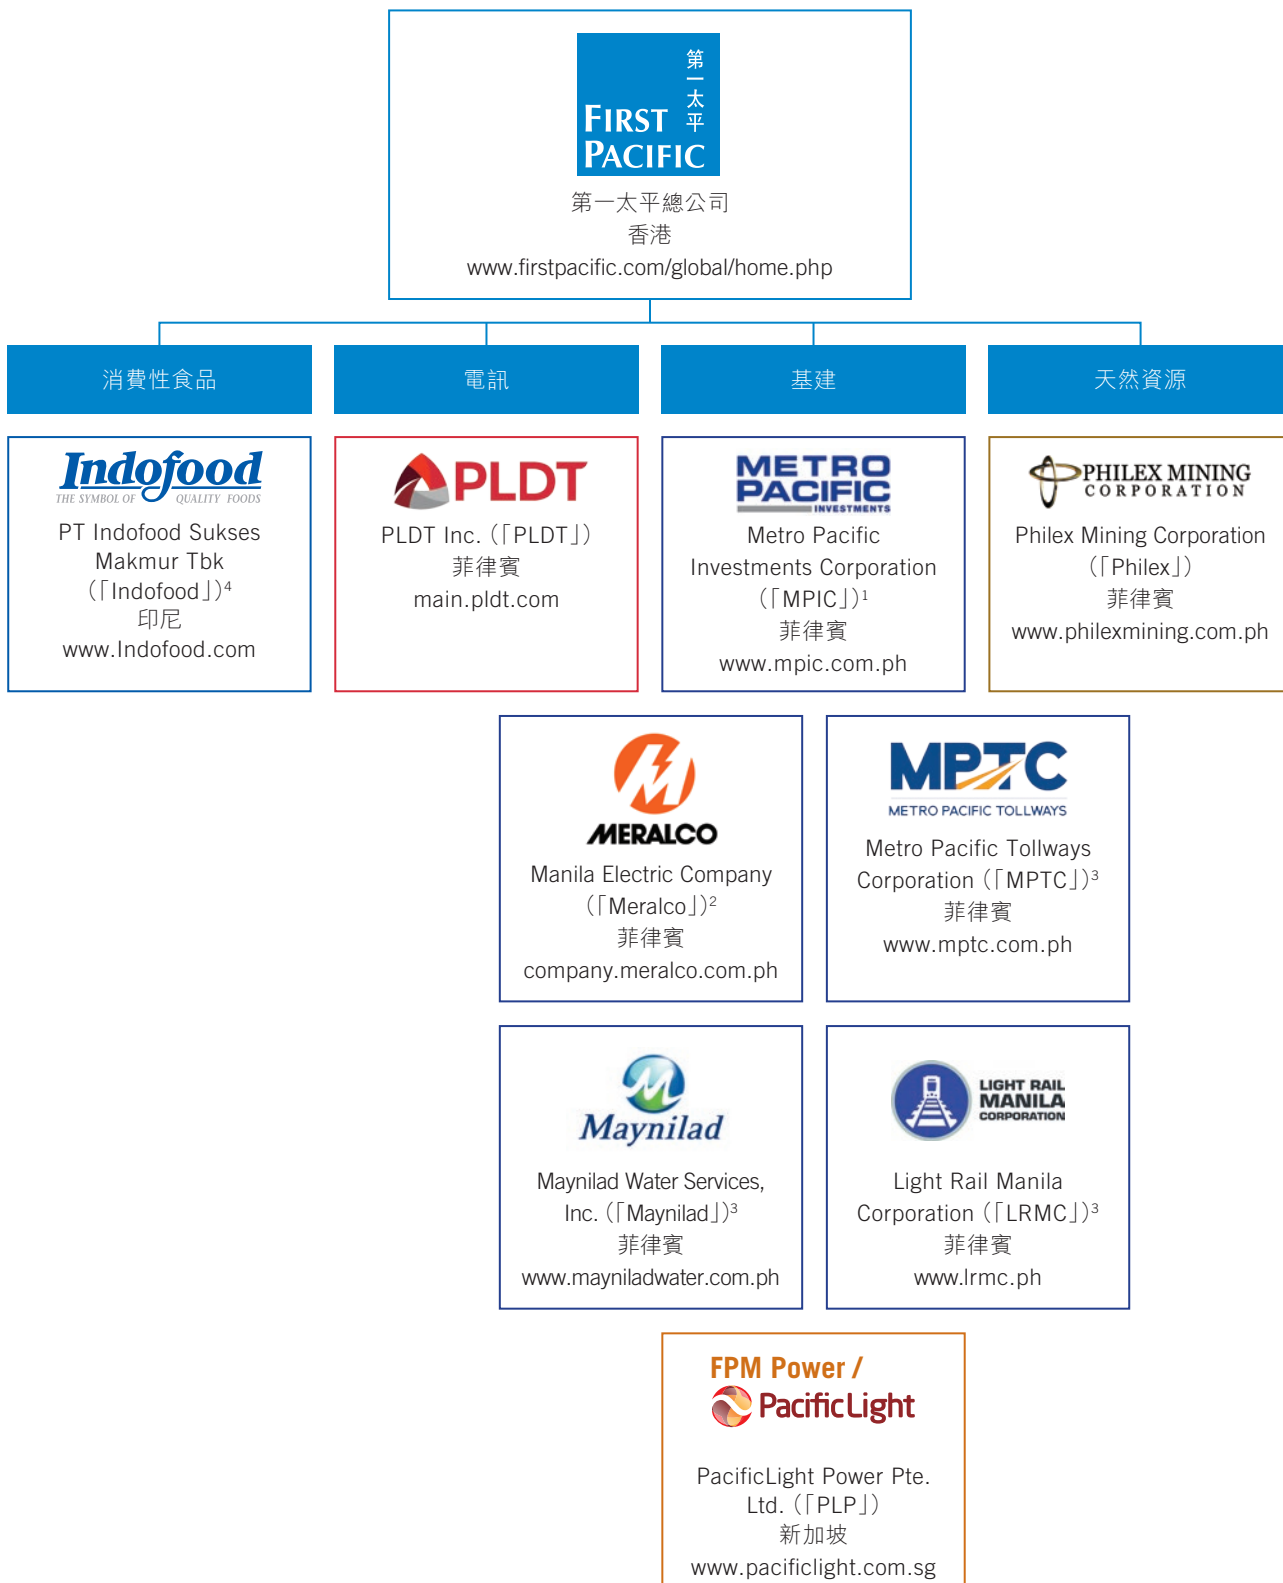 第一太平
FIRST
PACIFIC
第一太平總公司
香港
www.firstpacific.com/global/home.php
消費性食品
電訊
基建
天然資源
Indofood
THE SYMBOL OF QUALITY FOODS
PT Indofood Sukses
Makmur Tbk
(「Indofood」)4
印尼
www.Indofood.com
PLDT
PLDT Inc. (「PLDT」)
菲律賓
main.pldt.com
METRO
PACIFIC
INVESTMENTS
Metro Pacific
Investments Corporation
(「MPIC」)1
菲律賓
www.mpic.com.ph
PHILEX MINING
CORPORATION
Philex Mining Corporation
(「Philex」)
菲律賓
www.philexmining.com.ph
MERALCO
Manila Electric Company
(「Meralco」)2
菲律賓
company.meralco.com.ph
MPTC
METRO PACIFIC TOLLWAYS
Metro Pacific Tollways
Corporation (「MPTC」)3
菲律賓
www.mptc.com.ph
Maynilad
Maynilad Water Services,
Inc. (「Maynilad」)3
菲律賓
www.mayniladwater.com.ph
LIGHT RAIL
MANILA
CORPORATION
Light Rail Manila
Corporation (「LRMC」)3
菲律賓
www.lrmc.ph
FPM Power /
PacificLight
PacificLight Power Pte.
Ltd. (「PLP」)
新加坡
www.pacificlight.com.sg